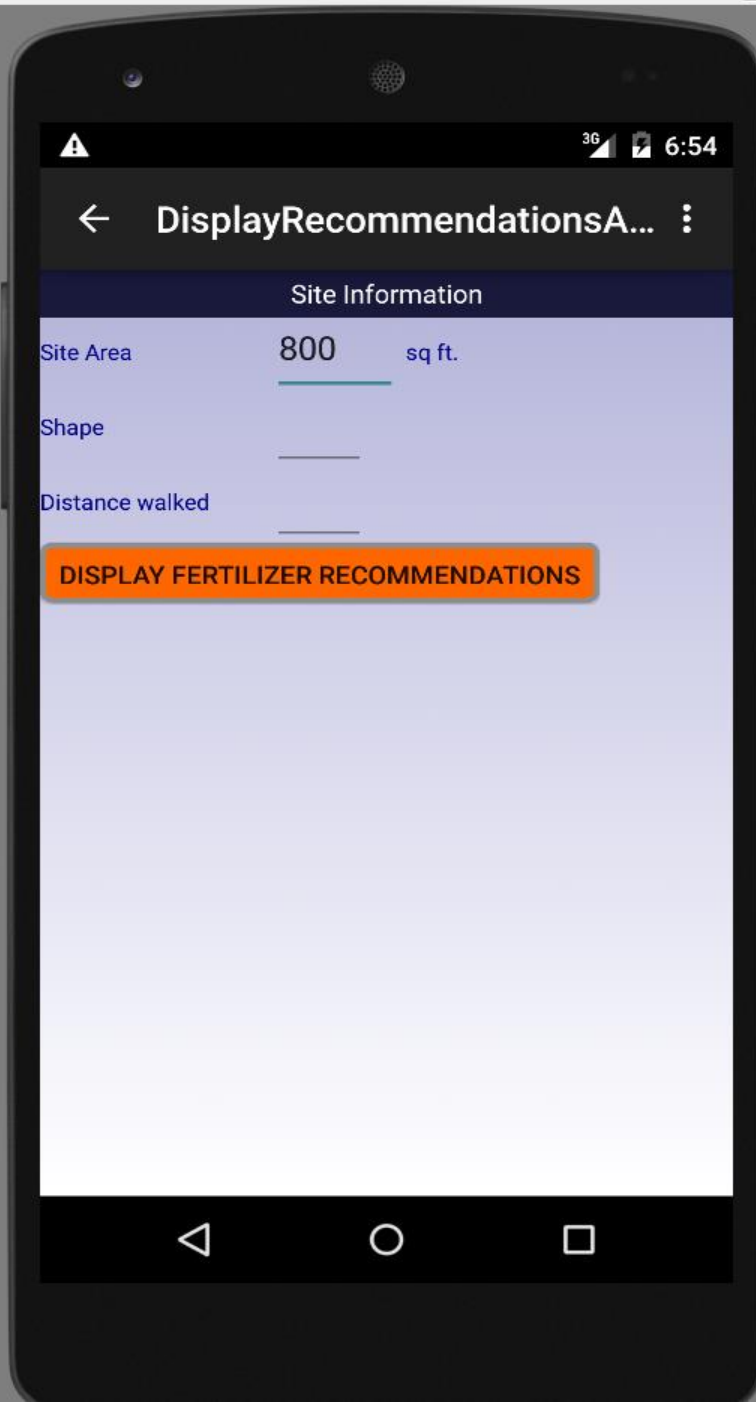 3G 6:54
DisplayRecommendationsA...
Site Information
Site Area 800 sq ft.
Shape
Distance walked
DISPLAY FERTILIZER RECOMMENDATIONS